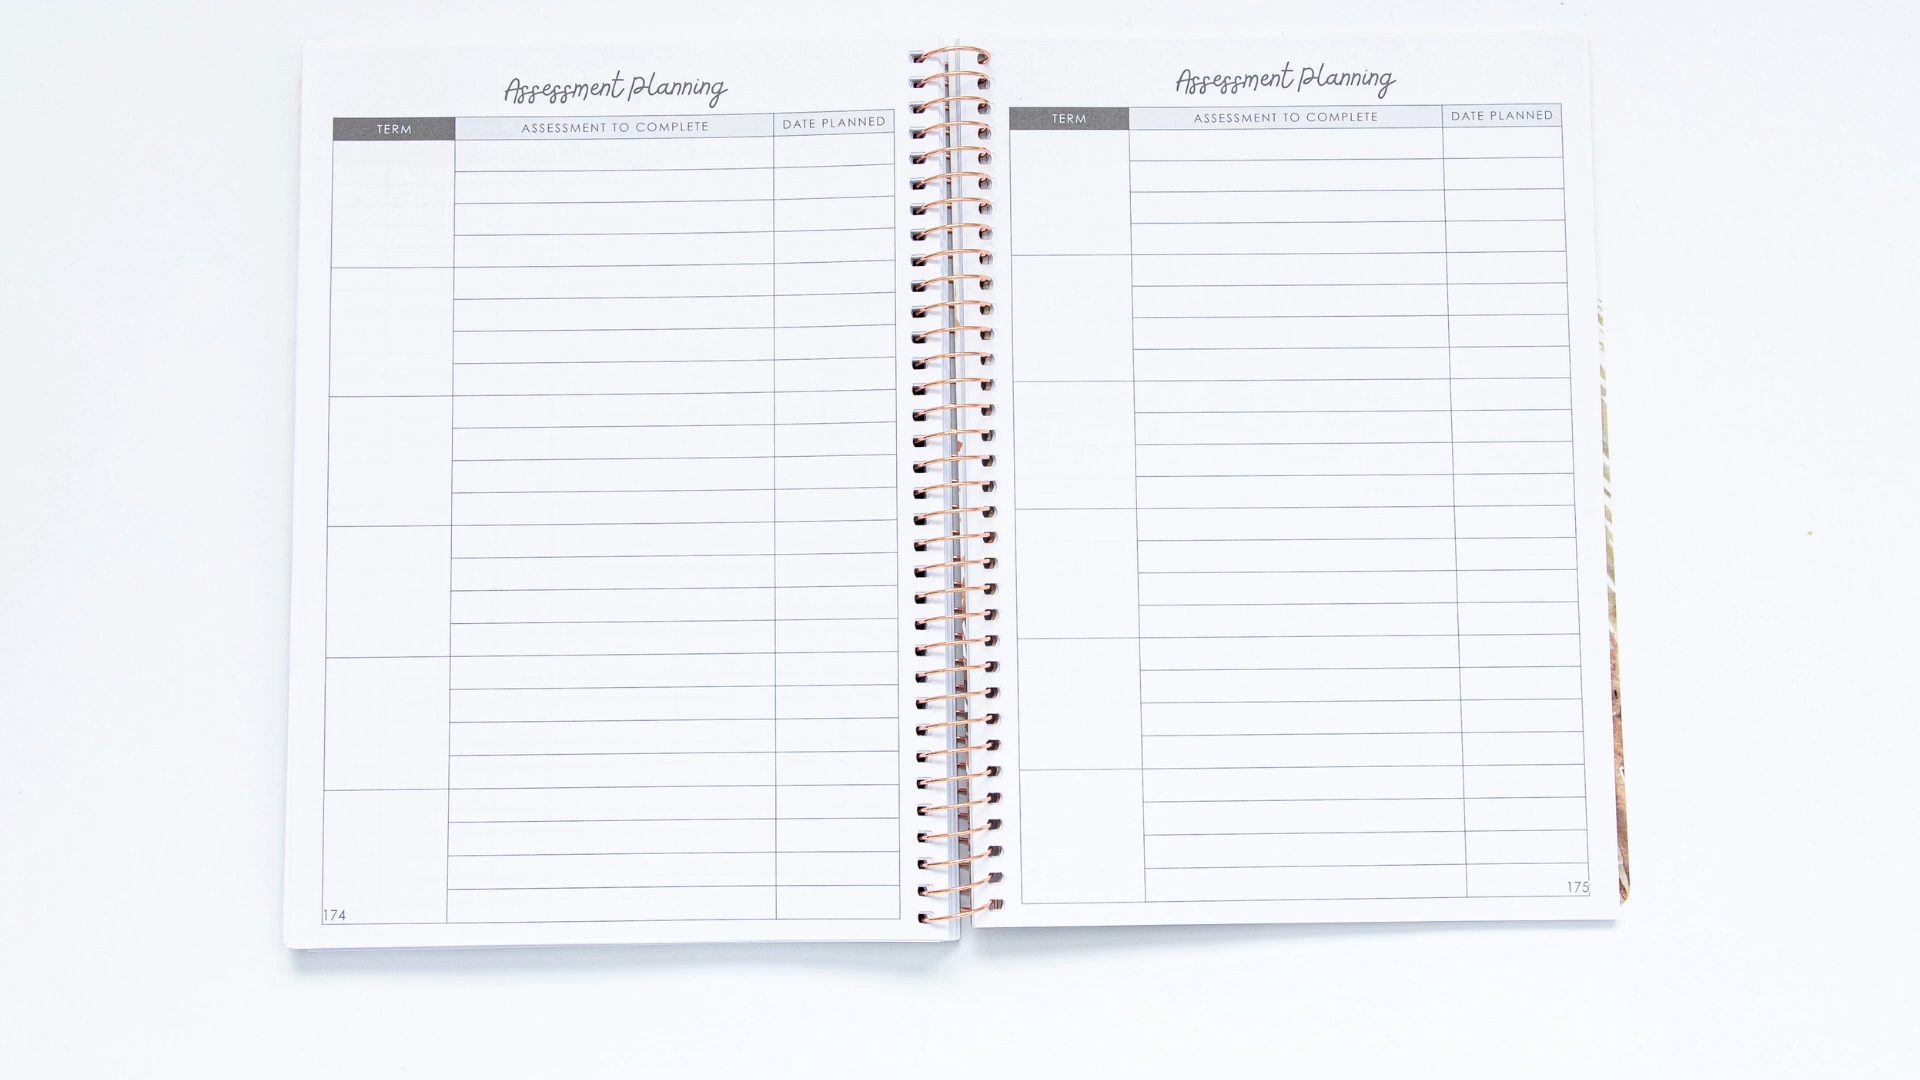 Assessment Planning
TERM ASSESSMENT TO COMPLETE DATE PLANNED
174
Assessment Planning
TERM ASSESSMENT TO COMPLETE DATE PLANNED
175